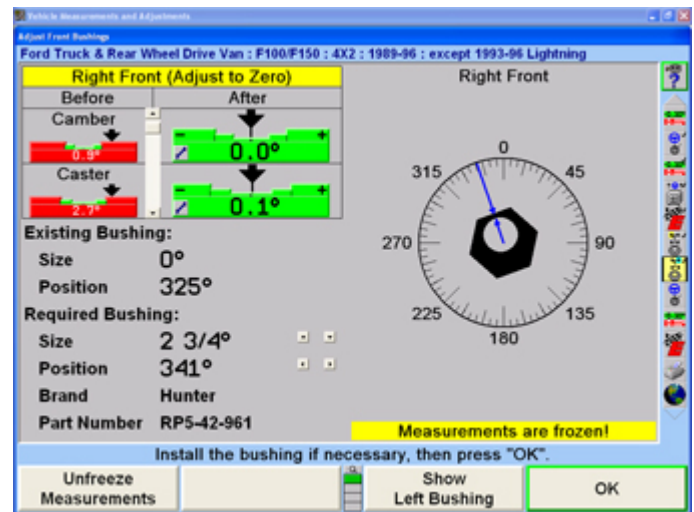 Vehicle Measurements and Adjustments
Adjust Front Bushings
Ford Truck & Rear Wheel Drive Van : F100/F150 : 4X2 : 1989-96 : except 1993-96 Lightning
Right Front (Adjust to Zero)
Before After
Camber
0.9°
- +
0.0°
Caster
2.7°
- +
0.1°
Existing Bushing:
Size 0°
Position 325°
Required Bushing:
Size 2 3/4°
Position 341°
Brand Hunter
Part Number RP5-42-961
Right Front
0
315 45
270 90
225 135
180
Measurements are frozen!
Install the bushing if necessary, then press "OK".
Unfreeze Measurements
Show Left Bushing
OK